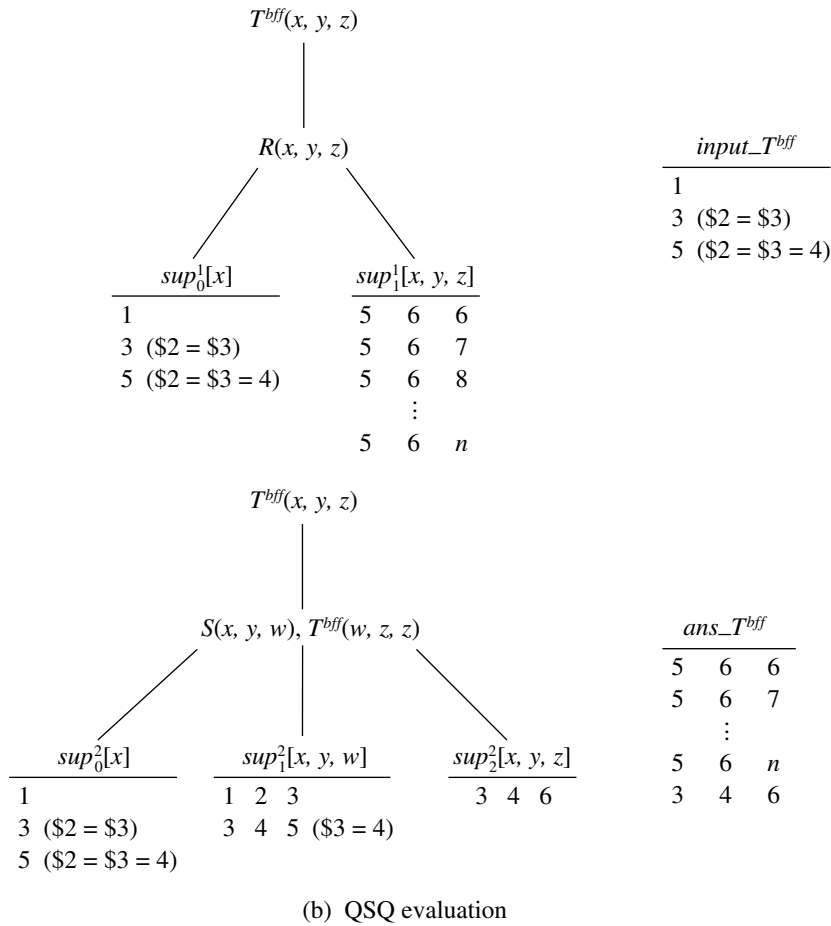 T^bff(x, y, z)
R(x, y, z)
input_T^bff
1
3 ($2 = $3)
5 ($2 = $3 = 4)
sup^1_0[x]
1
3 ($2 = $3)
5 ($2 = $3 = 4)
sup^1_1[x, y, z]
5 6 6
5 6 7
5 6 8
⋮
5 6 n
T^bff(x, y, z)
S(x, y, w), T^bff(w, z, z)
ans_T^bff
5 6 6
5 6 7
⋮
5 6 n
3 4 6
sup^2_0[x]
1
3 ($2 = $3)
5 ($2 = $3 = 4)
sup^2_1[x, y, w]
1 2 3
3 4 5 ($3 = 4)
sup^2_2[x, y, z]
3 4 6
(b) QSQ evaluation